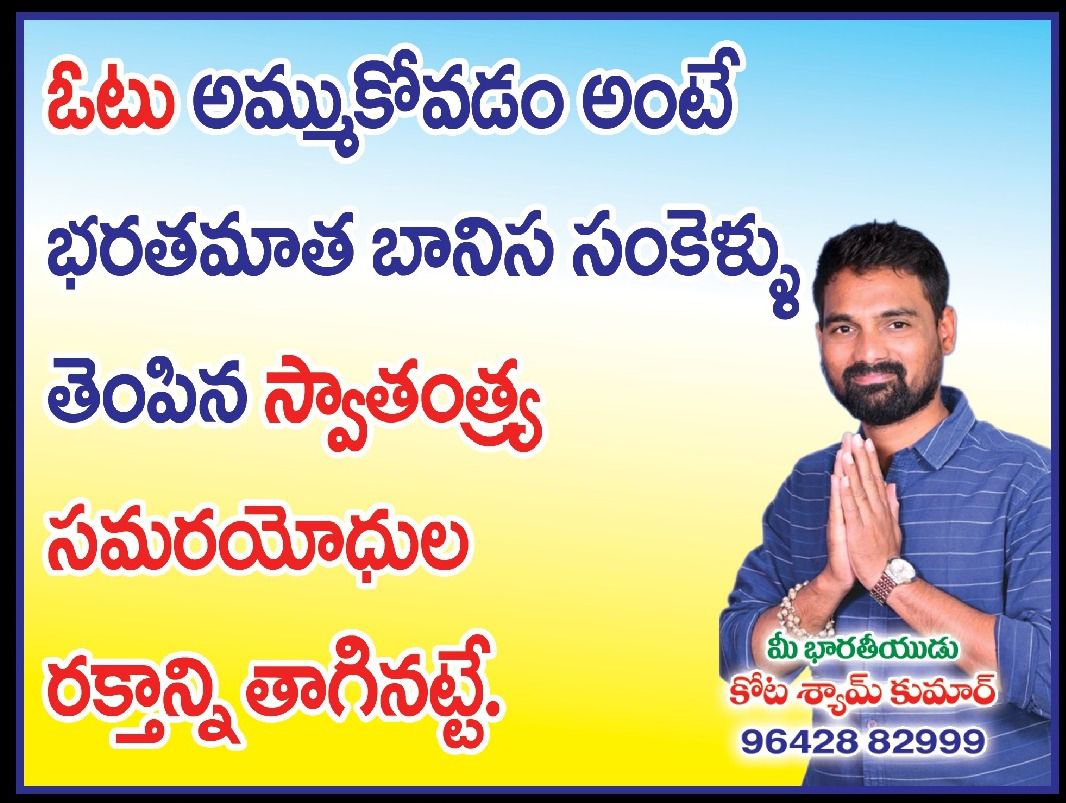 ఓటు అమ్ముకోవడం అంటే
భరతమాత బానిస సంకెళ్ళు
తెంపిన స్వాతంత్ర్య
సమరయోధుల
రక్తాన్ని తాగినట్టే.
మీ భారతీయుడు
కోట శ్యామ్ కుమార్
96428 82999